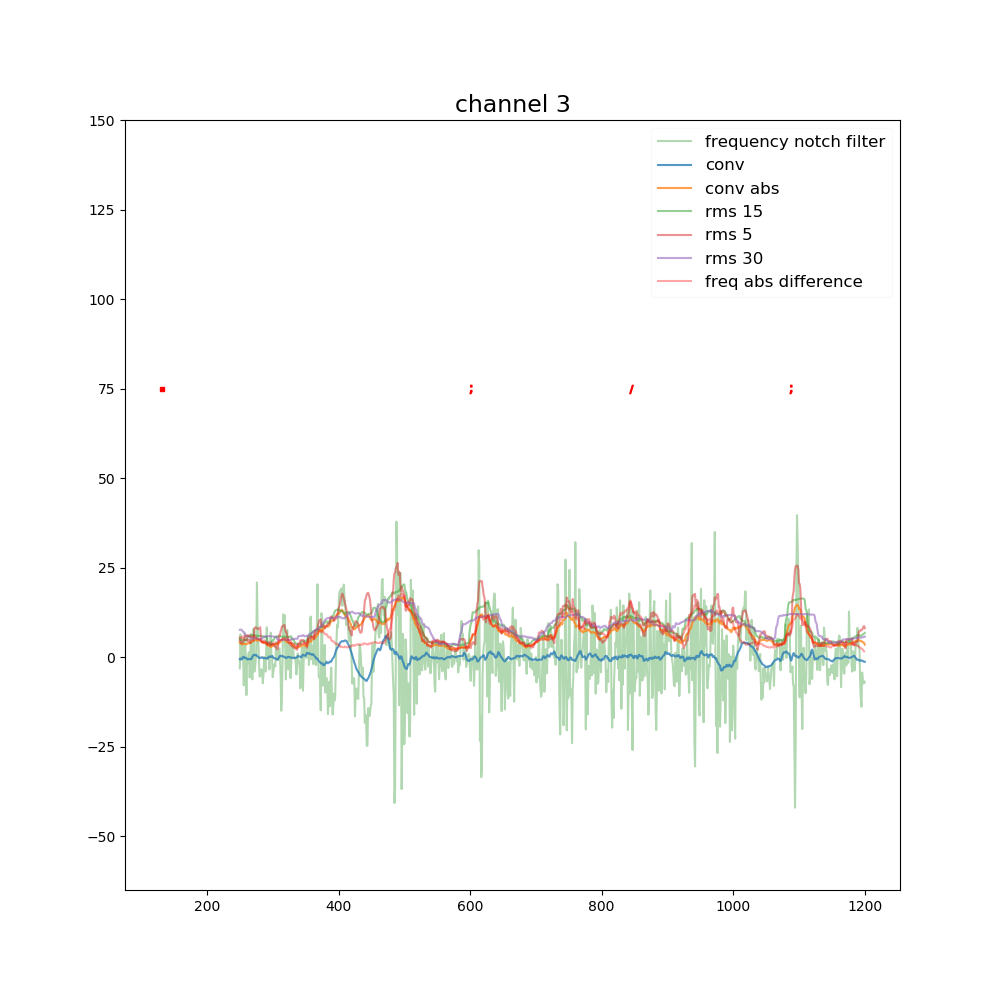 channel 3
150
125
100
75
50
25
0
−25
−50
frequency notch filter
conv
conv abs
rms 15
rms 5
rms 30
freq abs difference
. ; / ;
200 400 600 800 1000 1200